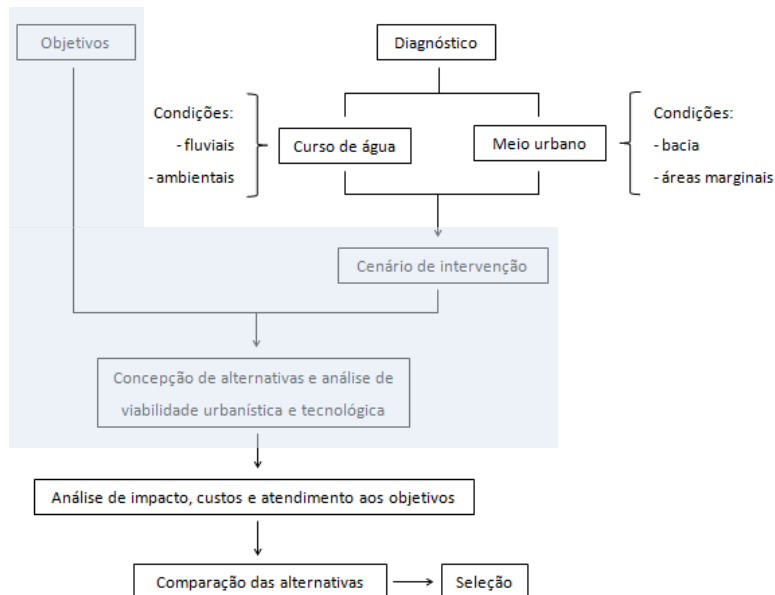 Objetivos
Diagnóstico
Condições:
- fluviais
- ambientais
Curso de água
Meio urbano
Condições:
- bacia
- áreas marginais
Cenário de intervenção
Concepção de alternativas e análise de
viabilidade urbanística e tecnológica
Análise de impacto, custos e atendimento aos objetivos
Comparação das alternativas
Seleção